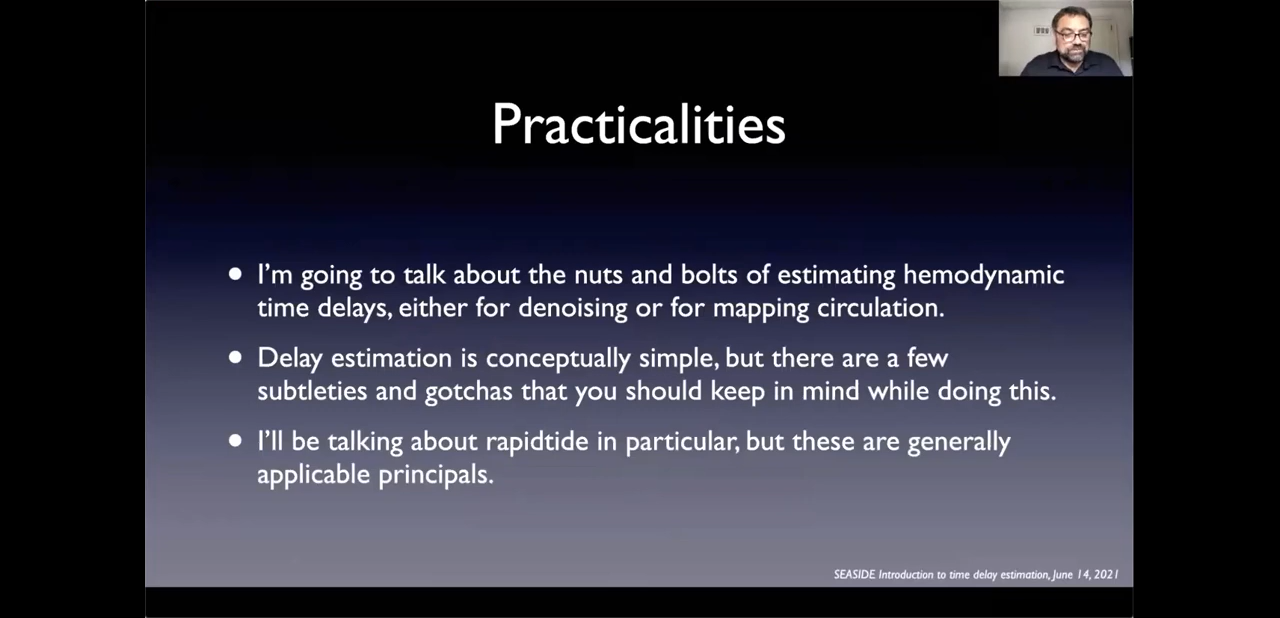 Practicalities
• I'm going to talk about the nuts and bolts of estimating hemodynamic
time delays, either for denoising or for mapping circulation.
• Delay estimation is conceptually simple, but there are a few
subtleties and gotchas that you should keep in mind while doing this.
• I'll be talking about rapidtide in particular, but these are generally
applicable principals.
SEASIDE Introduction to time delay estimation, June 14, 2021